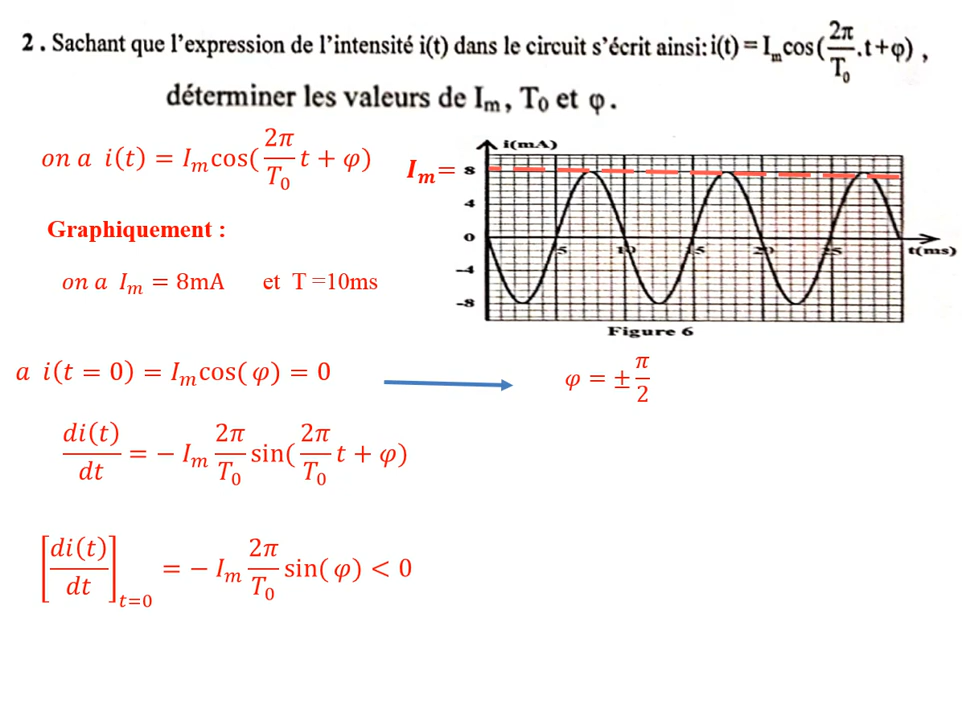 2 . Sachant que l'expression de l'intensité i(t) dans le circuit s'écrit ainsi: i(t) = I_m cos(2π/T₀ .t+φ) ,
déterminer les valeurs de I_m , T₀ et φ .
on a i(t) = I_m cos(2π/T₀ t + φ)
Graphiquement :
on a I_m = 8mA et T =10ms
I_m=
i(mA)
8
4
0
-4
-8
5 10 15 20 25
t(ms)
Figure 6
a i(t = 0) = I_m cos( φ) = 0
φ = ± π/2
di(t)/dt = − I_m 2π/T₀ sin(2π/T₀ t + φ)
[di(t)/dt]_t=0 = − I_m 2π/T₀ sin( φ) < 0